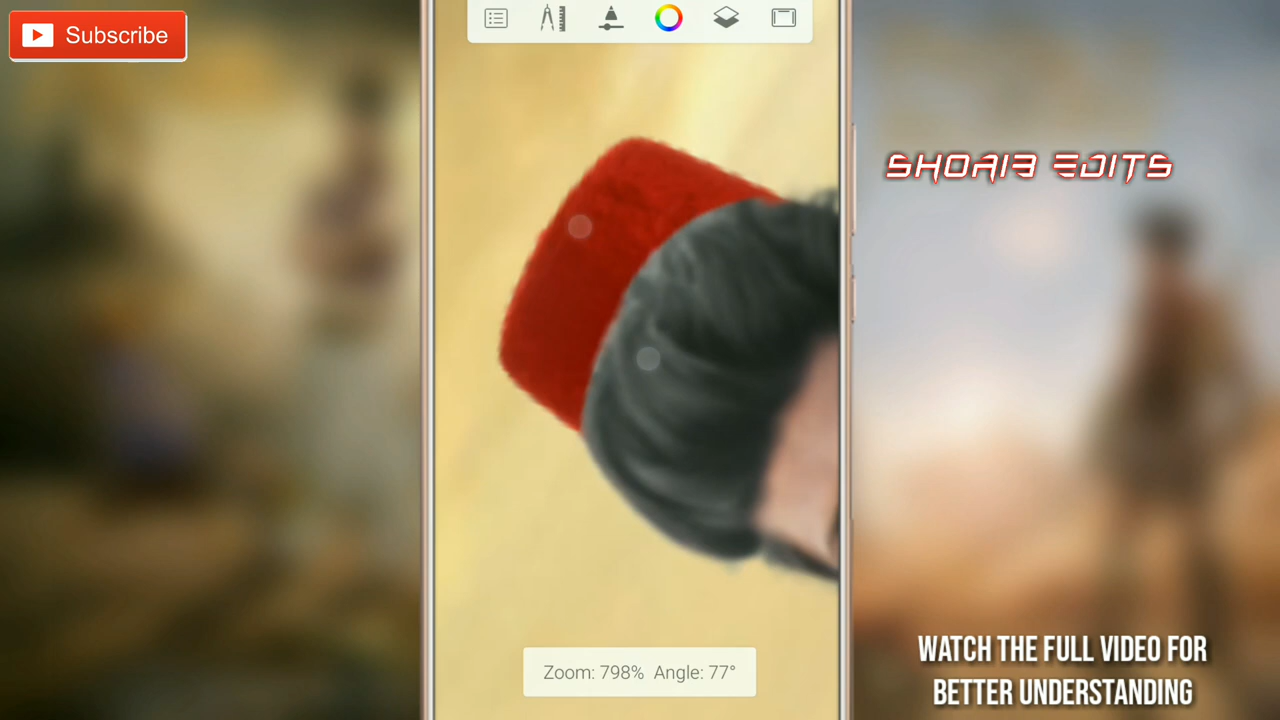 Subscribe
SHOAIB EDITS
Zoom: 798% Angle: 77°
WATCH THE FULL VIDEO FOR
BETTER UNDERSTANDING